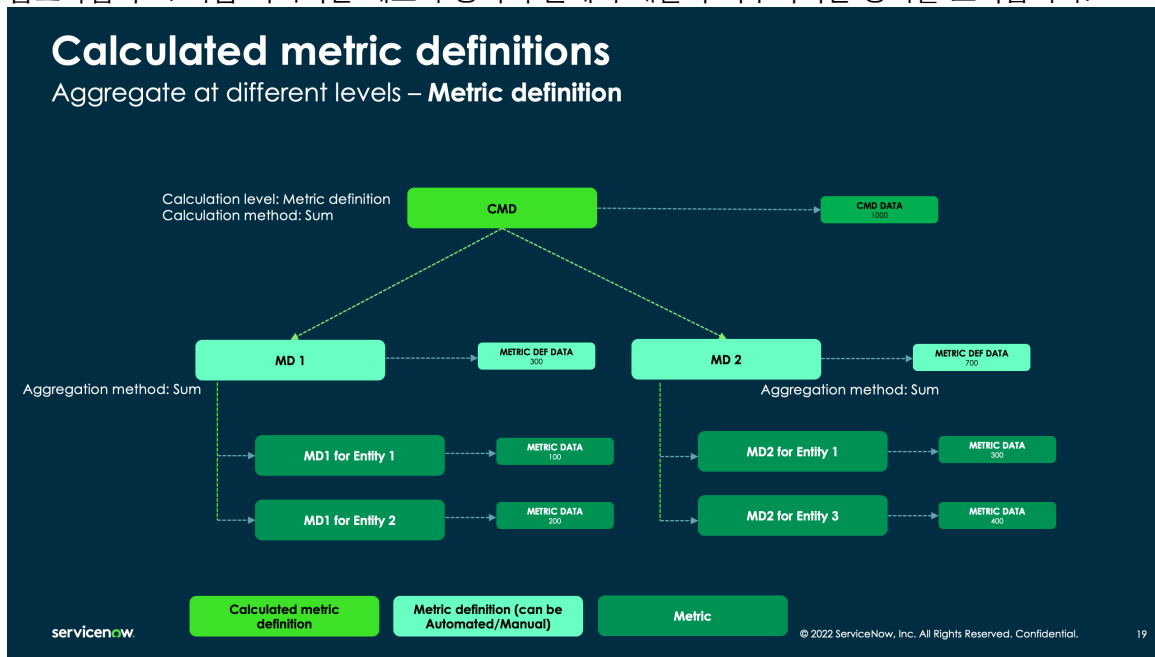 Calculated metric definitions
Aggregate at different levels – Metric definition
Calculation level: Metric definition
Calculation method: Sum
CMD
CMD DATA
1000
MD 1
METRIC DEF DATA
300
MD 2
METRIC DEF DATA
700
Aggregation method: Sum
Aggregation method: Sum
MD1 for Entity 1
METRIC DATA
100
MD2 for Entity 1
METRIC DATA
300
MD1 for Entity 2
METRIC DATA
200
MD2 for Entity 3
METRIC DATA
400
Calculated metric
definition
Metric definition (can be
Automated/Manual)
Metric
servicenow.
© 2022 ServiceNow, Inc. All Rights Reserved. Confidential.
19